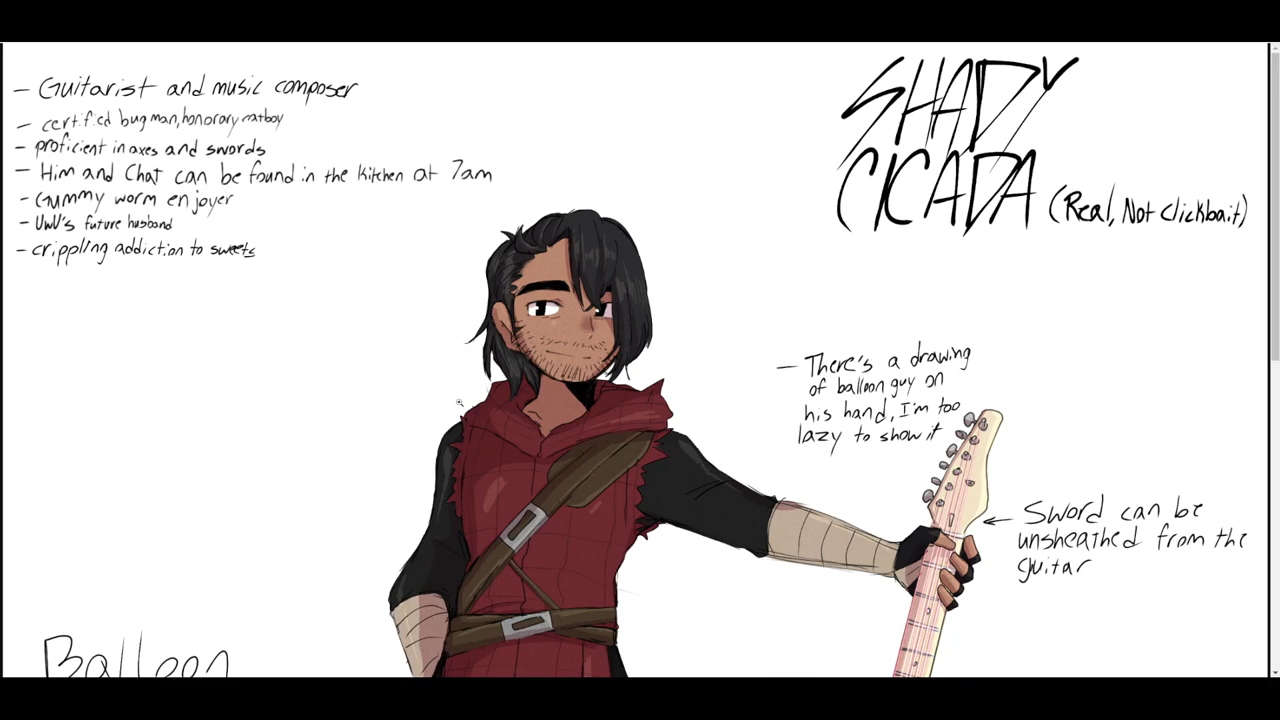 - Guitarist and music composer
- certified bug man, honorary ratboy
- proficient in axes and swords
- Him and Chat can be found in the kitchen at 7am
- Gummy worm enjoyer
- UwU's future husband
- crippling addiction to sweets
SHADY
CICADA (Real, Not Clickbait)
- There's a drawing
of balloon guy on
his hand, I'm too
lazy to show it
Sword can be
unsheathed from the
guitar
Balloon